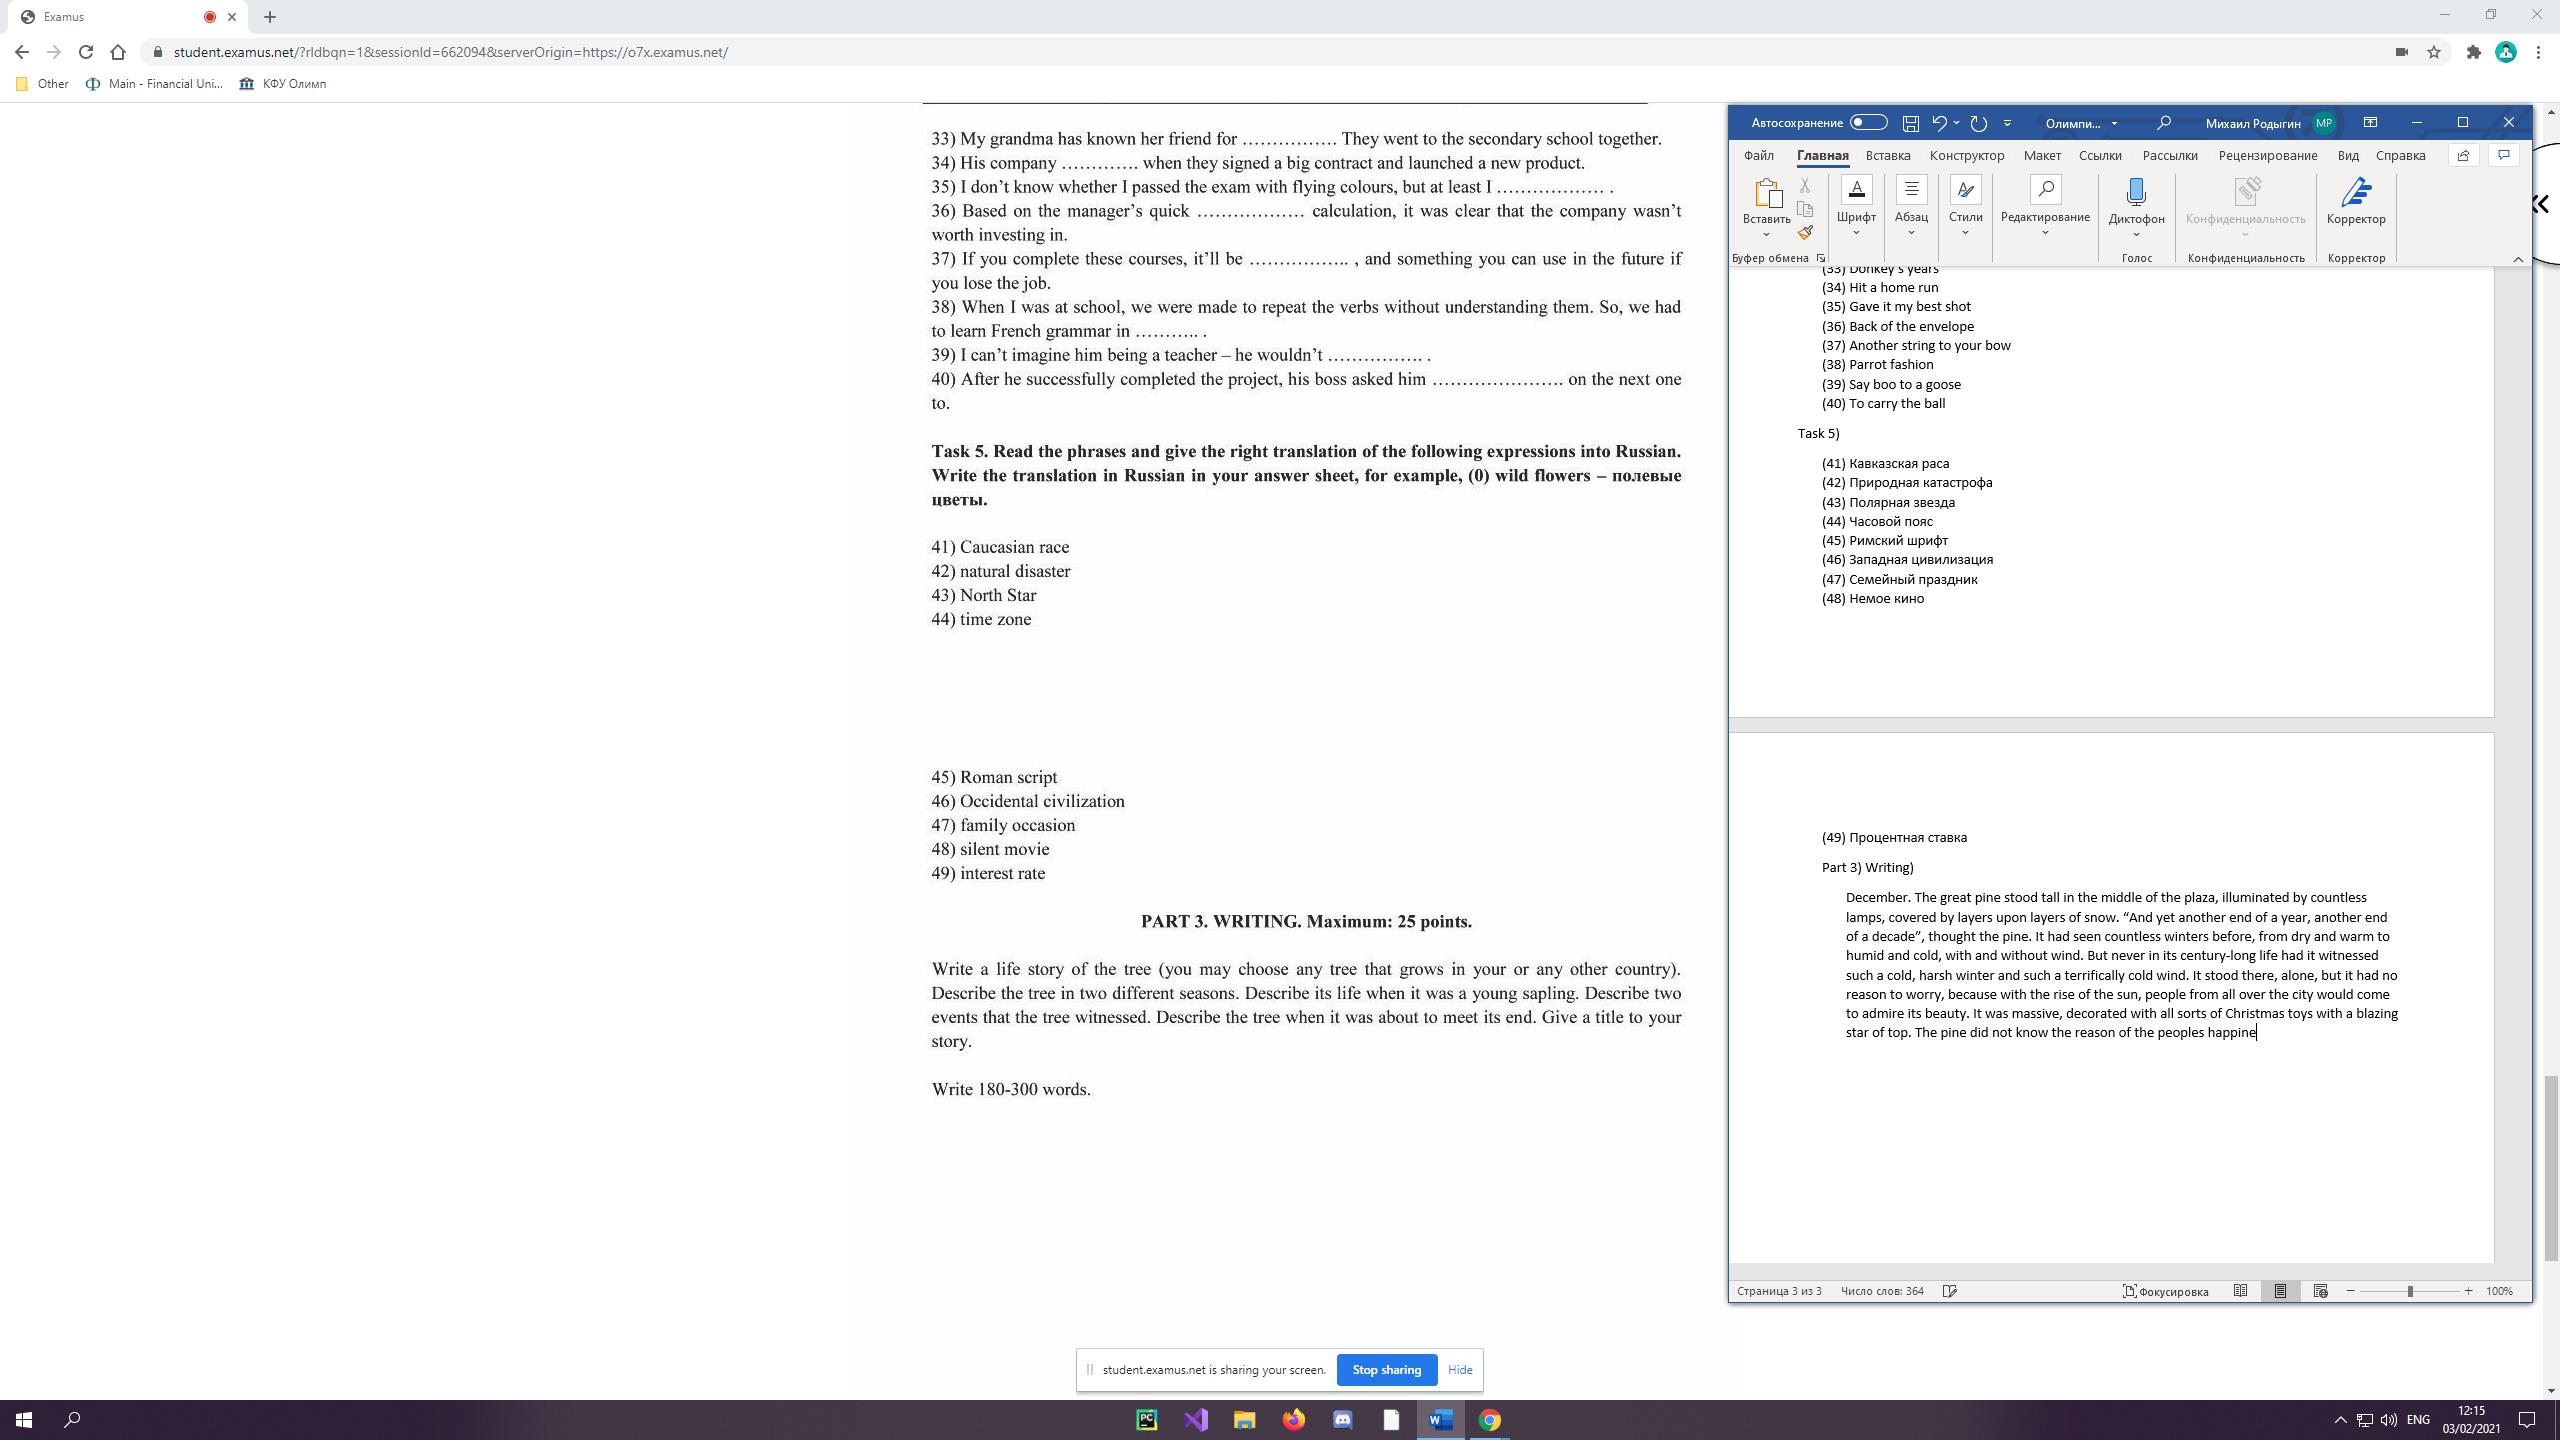 Examus
student.examus.net/?rldbqn=1&sessionId=662094&serverOrigin=https://o7x.examus.net/
Other Main - Financial Uni... КФУ Олимп
33) My grandma has known her friend for ……………. They went to the secondary school together.
34) His company …………. when they signed a big contract and launched a new product.
35) I don’t know whether I passed the exam with flying colours, but at least I ……………… .
36) Based on the manager’s quick ……………… calculation, it was clear that the company wasn’t
worth investing in.
37) If you complete these courses, it’ll be …………….. , and something you can use in the future if
you lose the job.
38) When I was at school, we were made to repeat the verbs without understanding them. So, we had
to learn French grammar in ……….. .
39) I can’t imagine him being a teacher – he wouldn’t ……………. .
40) After he successfully completed the project, his boss asked him …………………. on the next one
to.
Task 5. Read the phrases and give the right translation of the following expressions into Russian.
Write the translation in Russian in your answer sheet, for example, (0) wild flowers – полевые
цветы.
41) Caucasian race
42) natural disaster
43) North Star
44) time zone
45) Roman script
46) Occidental civilization
47) family occasion
48) silent movie
49) interest rate
PART 3. WRITING. Maximum: 25 points.
Write a life story of the tree (you may choose any tree that grows in your or any other country).
Describe the tree in two different seasons. Describe its life when it was a young sapling. Describe two
events that the tree witnessed. Describe the tree when it was about to meet its end. Give a title to your
story.
Write 180-300 words.
Автосохранение Олимпи... Михаил Родыгин МР
Файл Главная Вставка Конструктор Макет Ссылки Рассылки Рецензирование Вид Справка
Вставить Шрифт Абзац Стили Редактирование Диктофон Конфиденциальность Корректор
Буфер обмена Голос Конфиденциальность Корректор
(33) Donkey's years
(34) Hit a home run
(35) Gave it my best shot
(36) Back of the envelope
(37) Another string to your bow
(38) Parrot fashion
(39) Say boo to a goose
(40) To carry the ball
Task 5)
(41) Кавказская раса
(42) Природная катастрофа
(43) Полярная звезда
(44) Часовой пояс
(45) Римский шрифт
(46) Западная цивилизация
(47) Семейный праздник
(48) Немое кино
(49) Процентная ставка
Part 3) Writing)
December. The great pine stood tall in the middle of the plaza, illuminated by countless
lamps, covered by layers upon layers of snow. “And yet another end of a year, another end
of a decade”, thought the pine. It had seen countless winters before, from dry and warm to
humid and cold, with and without wind. But never in its century-long life had it witnessed
such a cold, harsh winter and such a terrifically cold wind. It stood there, alone, but it had no
reason to worry, because with the rise of the sun, people from all over the city would come
to admire its beauty. It was massive, decorated with all sorts of Christmas toys with a blazing
star of top. The pine did not know the reason of the peoples happine
Страница 3 из 3 Число слов: 364 Фокусировка 100%
student.examus.net is sharing your screen. Stop sharing Hide
PC W ENG 12:15
03/02/2021